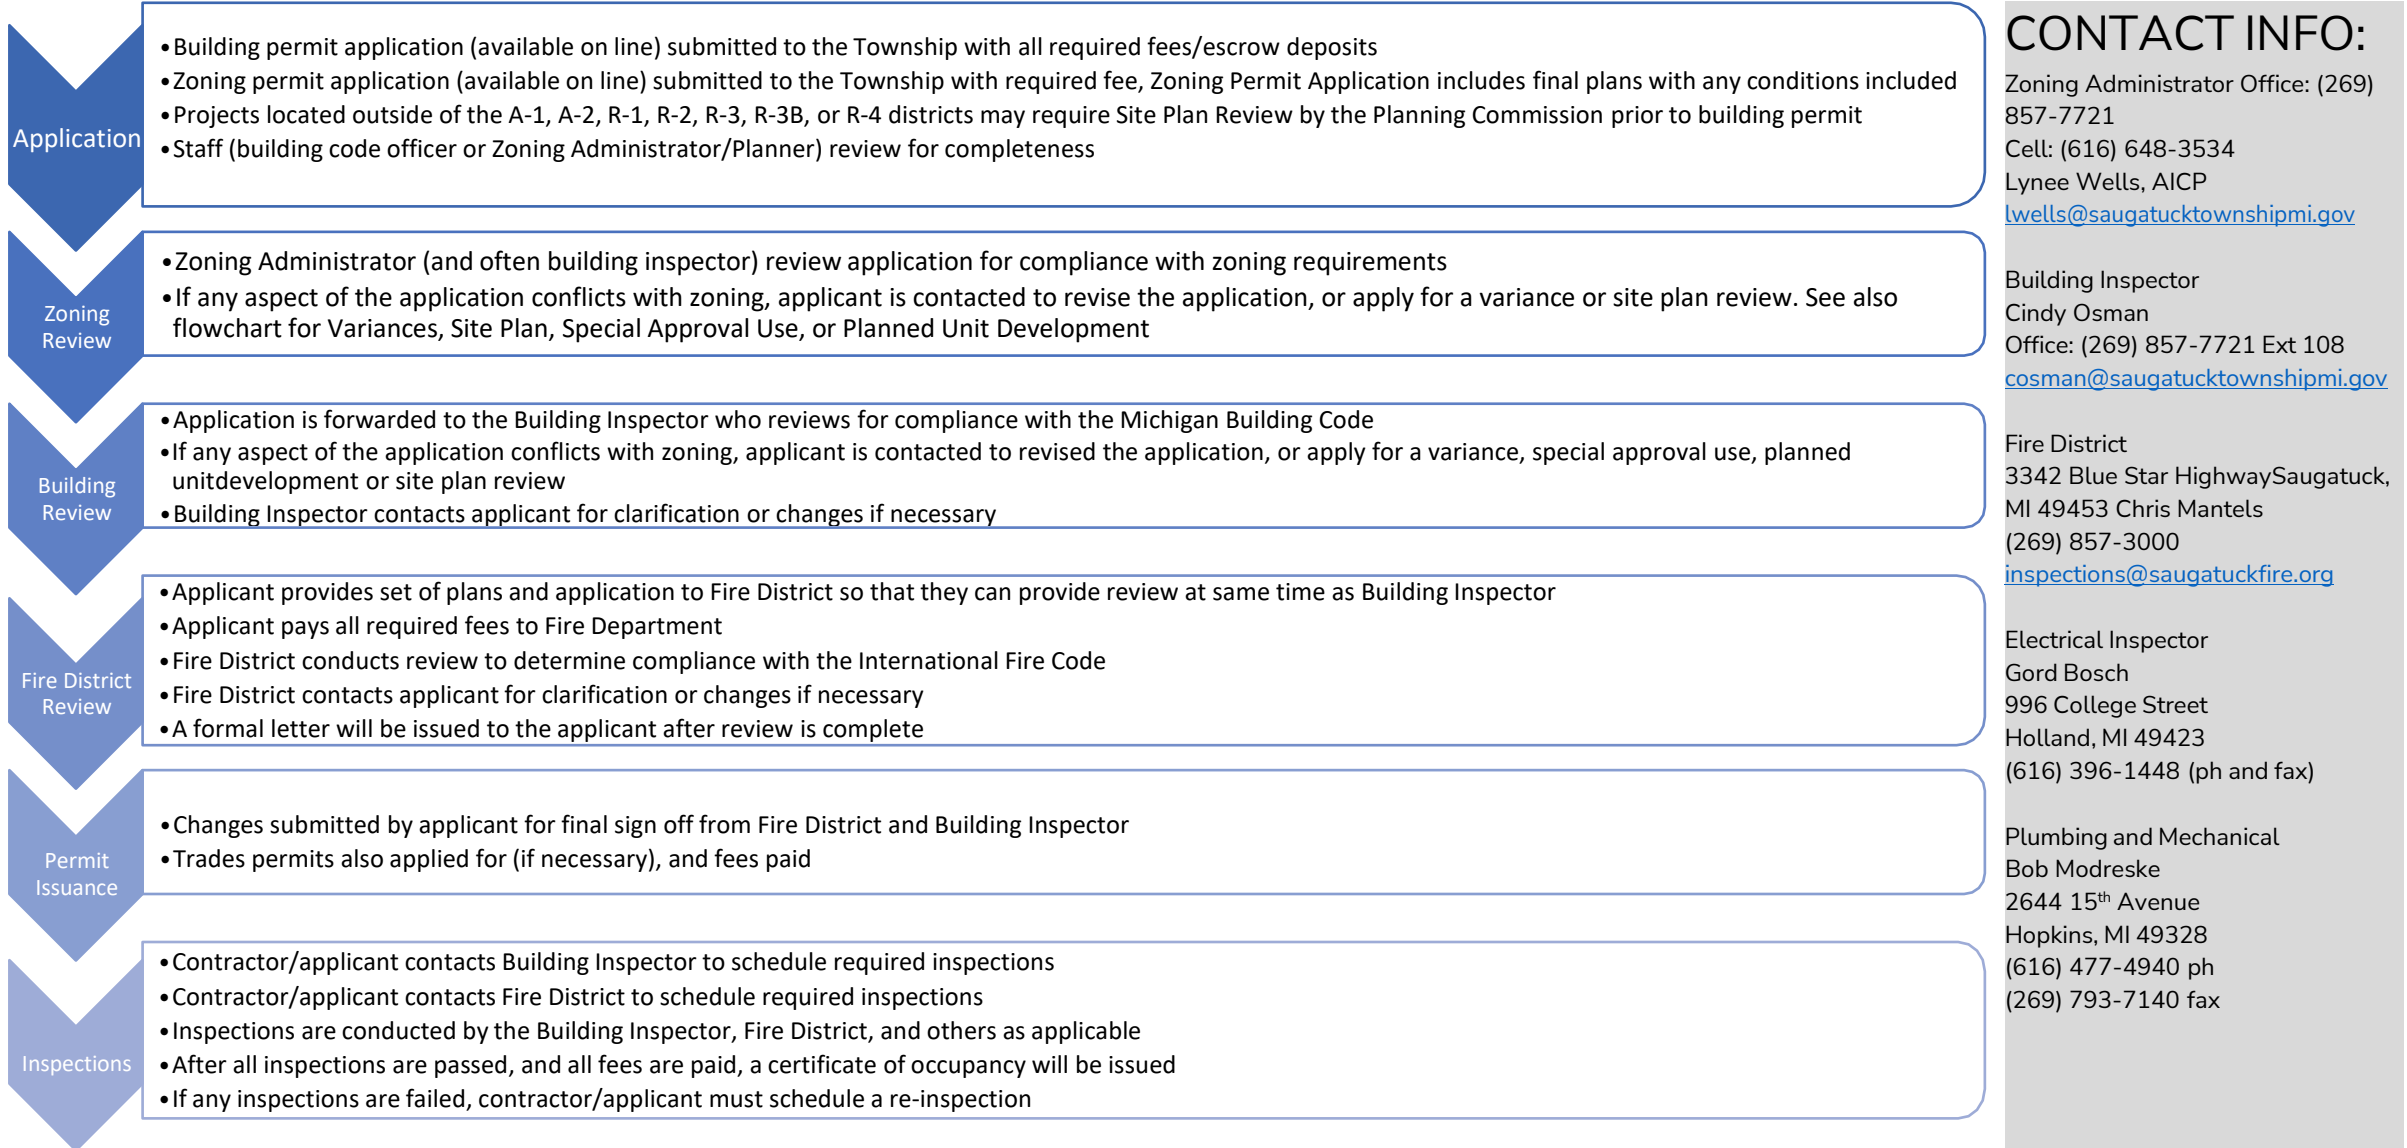 Application
•Building permit application (available on line) submitted to the Township with all required fees/escrow deposits
•Zoning permit application (available on line) submitted to the Township with required fee, Zoning Permit Application includes final plans with any conditions included
•Projects located outside of the A-1, A-2, R-1, R-2, R-3, R-3B, or R-4 districts may require Site Plan Review by the Planning Commission prior to building permit
•Staff (building code officer or Zoning Administrator/Planner) review for completeness
Zoning
Review
•Zoning Administrator (and often building inspector) review application for compliance with zoning requirements
•If any aspect of the application conflicts with zoning, applicant is contacted to revise the application, or apply for a variance or site plan review. See also
flowchart for Variances, Site Plan, Special Approval Use, or Planned Unit Development
Building
Review
•Application is forwarded to the Building Inspector who reviews for compliance with the Michigan Building Code
•If any aspect of the application conflicts with zoning, applicant is contacted to revised the application, or apply for a variance, special approval use, planned
unitdevelopment or site plan review
•Building Inspector contacts applicant for clarification or changes if necessary
Fire District
Review
•Applicant provides set of plans and application to Fire District so that they can provide review at same time as Building Inspector
•Applicant pays all required fees to Fire Department
•Fire District conducts review to determine compliance with the International Fire Code
•Fire District contacts applicant for clarification or changes if necessary
•A formal letter will be issued to the applicant after review is complete
Permit
Issuance
•Changes submitted by applicant for final sign off from Fire District and Building Inspector
•Trades permits also applied for (if necessary), and fees paid
Inspections
•Contractor/applicant contacts Building Inspector to schedule required inspections
•Contractor/applicant contacts Fire District to schedule required inspections
•Inspections are conducted by the Building Inspector, Fire District, and others as applicable
•After all inspections are passed, and all fees are paid, a certificate of occupancy will be issued
•If any inspections are failed, contractor/applicant must schedule a re-inspection
CONTACT INFO:
Zoning Administrator Office: (269)
857-7721
Cell: (616) 648-3534
Lynee Wells, AICP
lwells@saugatucktownshipmi.gov
Building Inspector
Cindy Osman
Office: (269) 857-7721 Ext 108
cosman@saugatucktownshipmi.gov
Fire District
3342 Blue Star HighwaySaugatuck,
MI 49453 Chris Mantels
(269) 857-3000
inspections@saugatuckfire.org
Electrical Inspector
Gord Bosch
996 College Street
Holland, MI 49423
(616) 396-1448 (ph and fax)
Plumbing and Mechanical
Bob Modreske
2644 15th Avenue
Hopkins, MI 49328
(616) 477-4940 ph
(269) 793-7140 fax